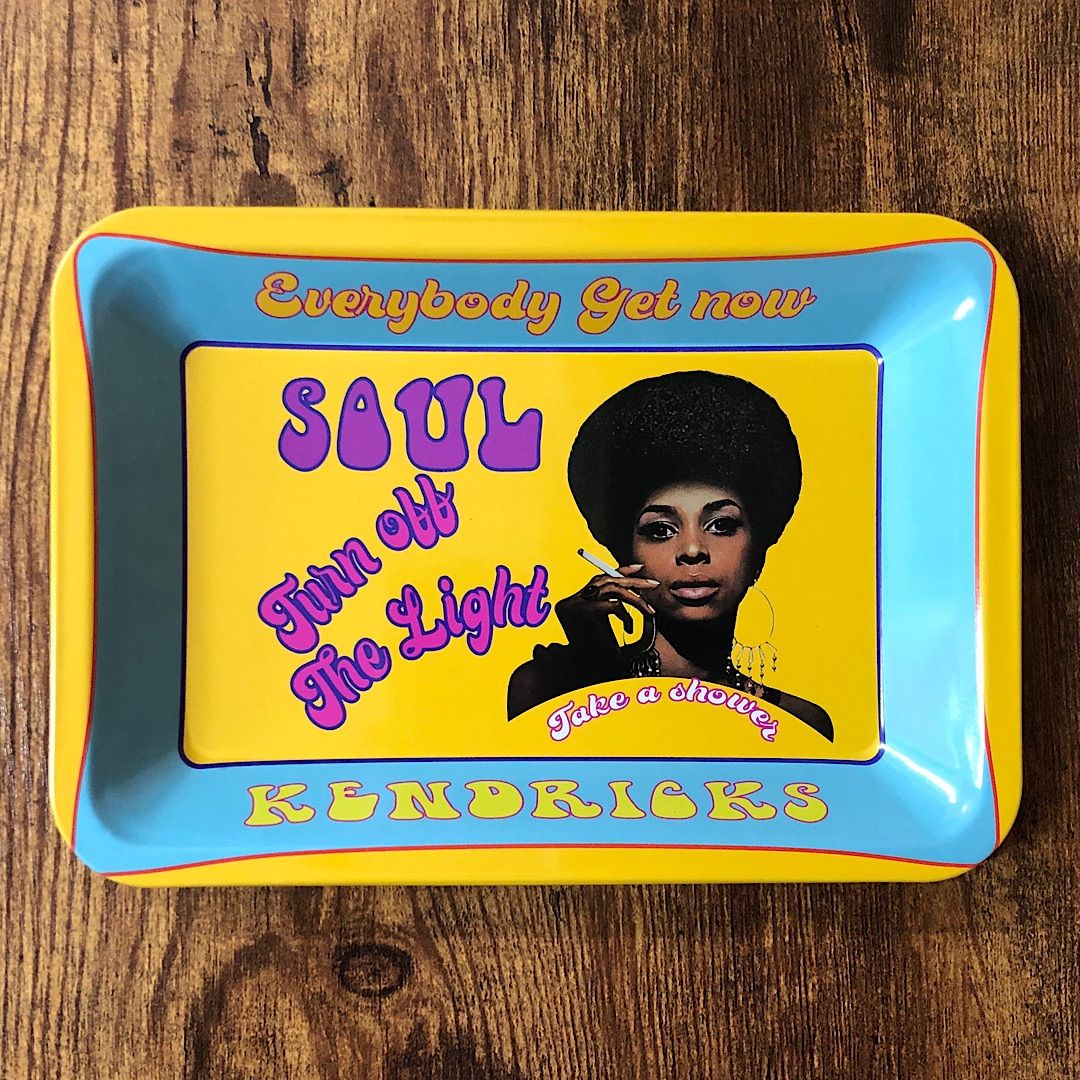 Everybody Get now
SOUL
Turn off
The Light
Take a shower
KENDRICKS